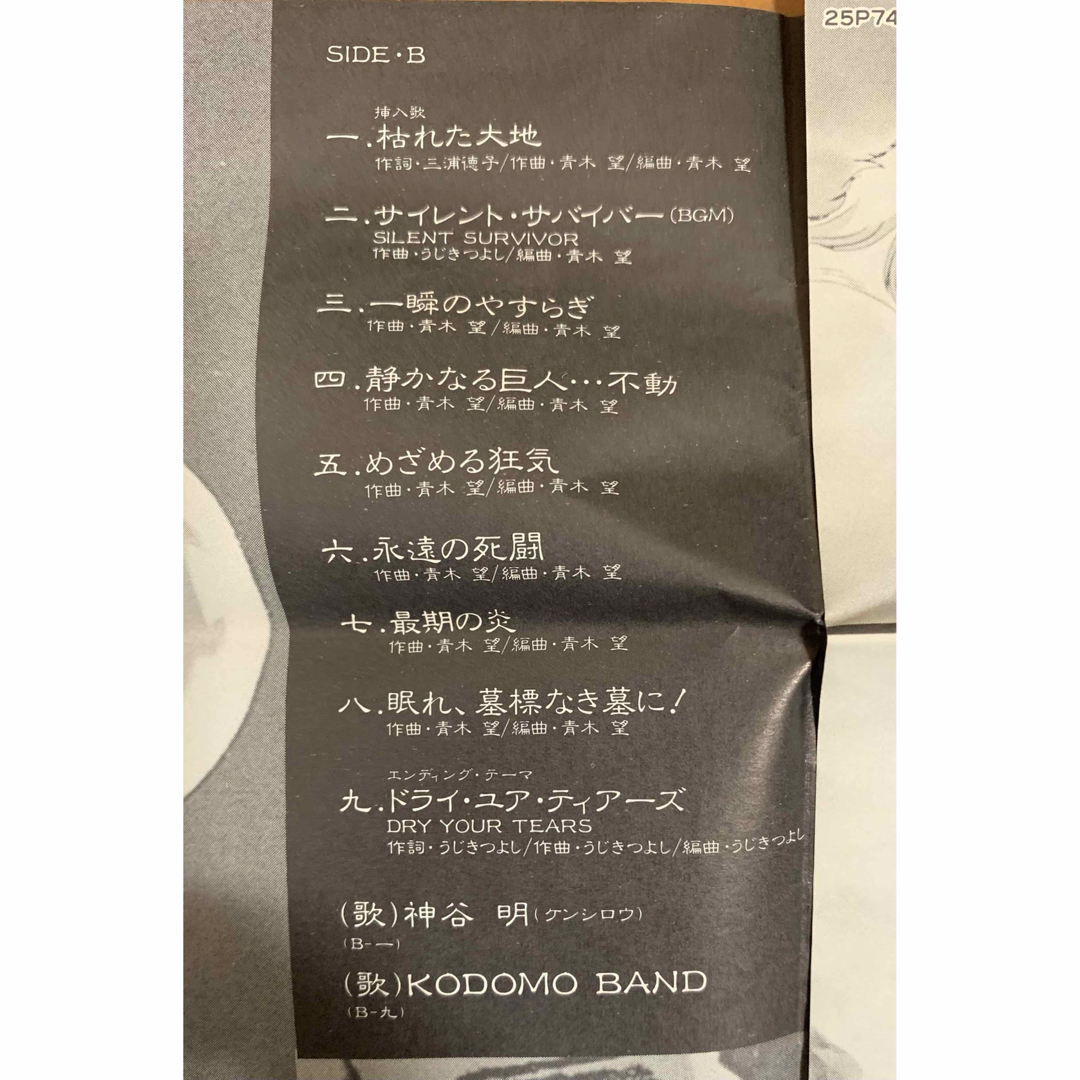 25P74
SIDE・B
挿入歌
一.枯れた大地
作詞・三浦徳子/作曲・青木 望/編曲・青木 望
二.サイレント・サバイバー(BGM)
SILENT SURVIVOR
作曲・うじきつよし/編曲・青木 望
三.一瞬のやすらぎ
作曲・青木 望/編曲・青木 望
四.静かなる巨人…不動
作曲・青木 望/編曲・青木 望
五.めざめる狂気
作曲・青木 望/編曲・青木 望
六.永遠の死闘
作曲・青木 望/編曲・青木 望
七.最期の炎
作曲・青木 望/編曲・青木 望
八.眠れ、墓標なき墓に!
作曲・青木 望/編曲・青木 望
エンディング・テーマ
九.ドライ・ユア・ティアーズ
DRY YOUR TEARS
作詞・うじきつよし/作曲・うじきつよし/編曲・うじきつよし
(歌)神谷 明(ケンシロウ)
(B-一)
(歌)KODOMO BAND
(B-九)